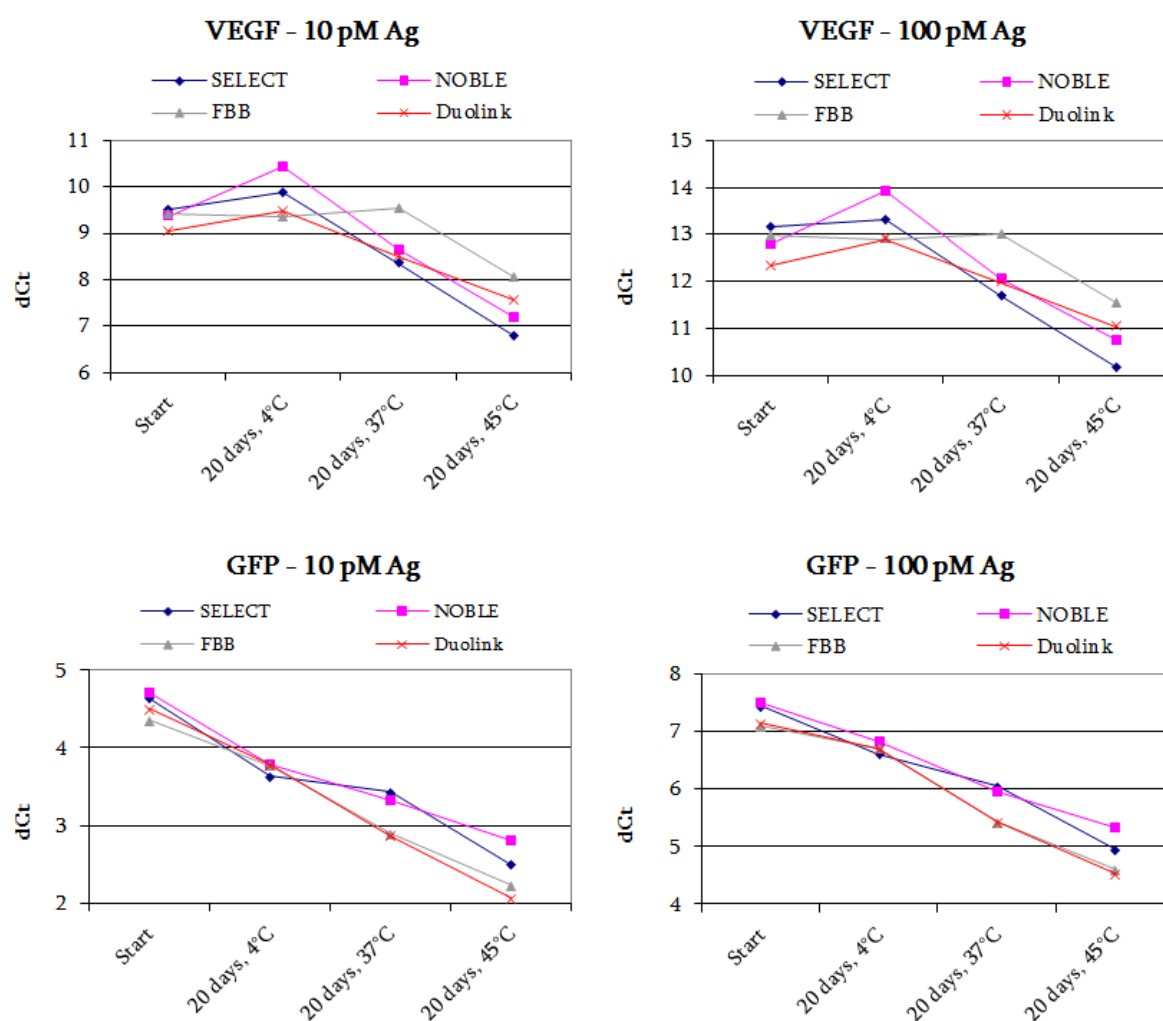 VEGF - 10 pM Ag
SELECT NOBLE
FBB Duolink
11
10
9
8
7
6
dCt
Start
20 days, 4°C
20 days, 37°C
20 days, 45°C
VEGF - 100 pM Ag
SELECT NOBLE
FBB Duolink
15
14
13
12
11
10
dCt
Start
20 days, 4°C
20 days, 37°C
20 days, 45°C
GFP - 10 pM Ag
SELECT NOBLE
FBB Duolink
5
4
3
2
dCt
Start
20 days, 4°C
20 days, 37°C
20 days, 45°C
GFP - 100 pM Ag
SELECT NOBLE
FBB Duolink
8
7
6
5
4
dCt
Start
20 days, 4°C
20 days, 37°C
20 days, 45°C